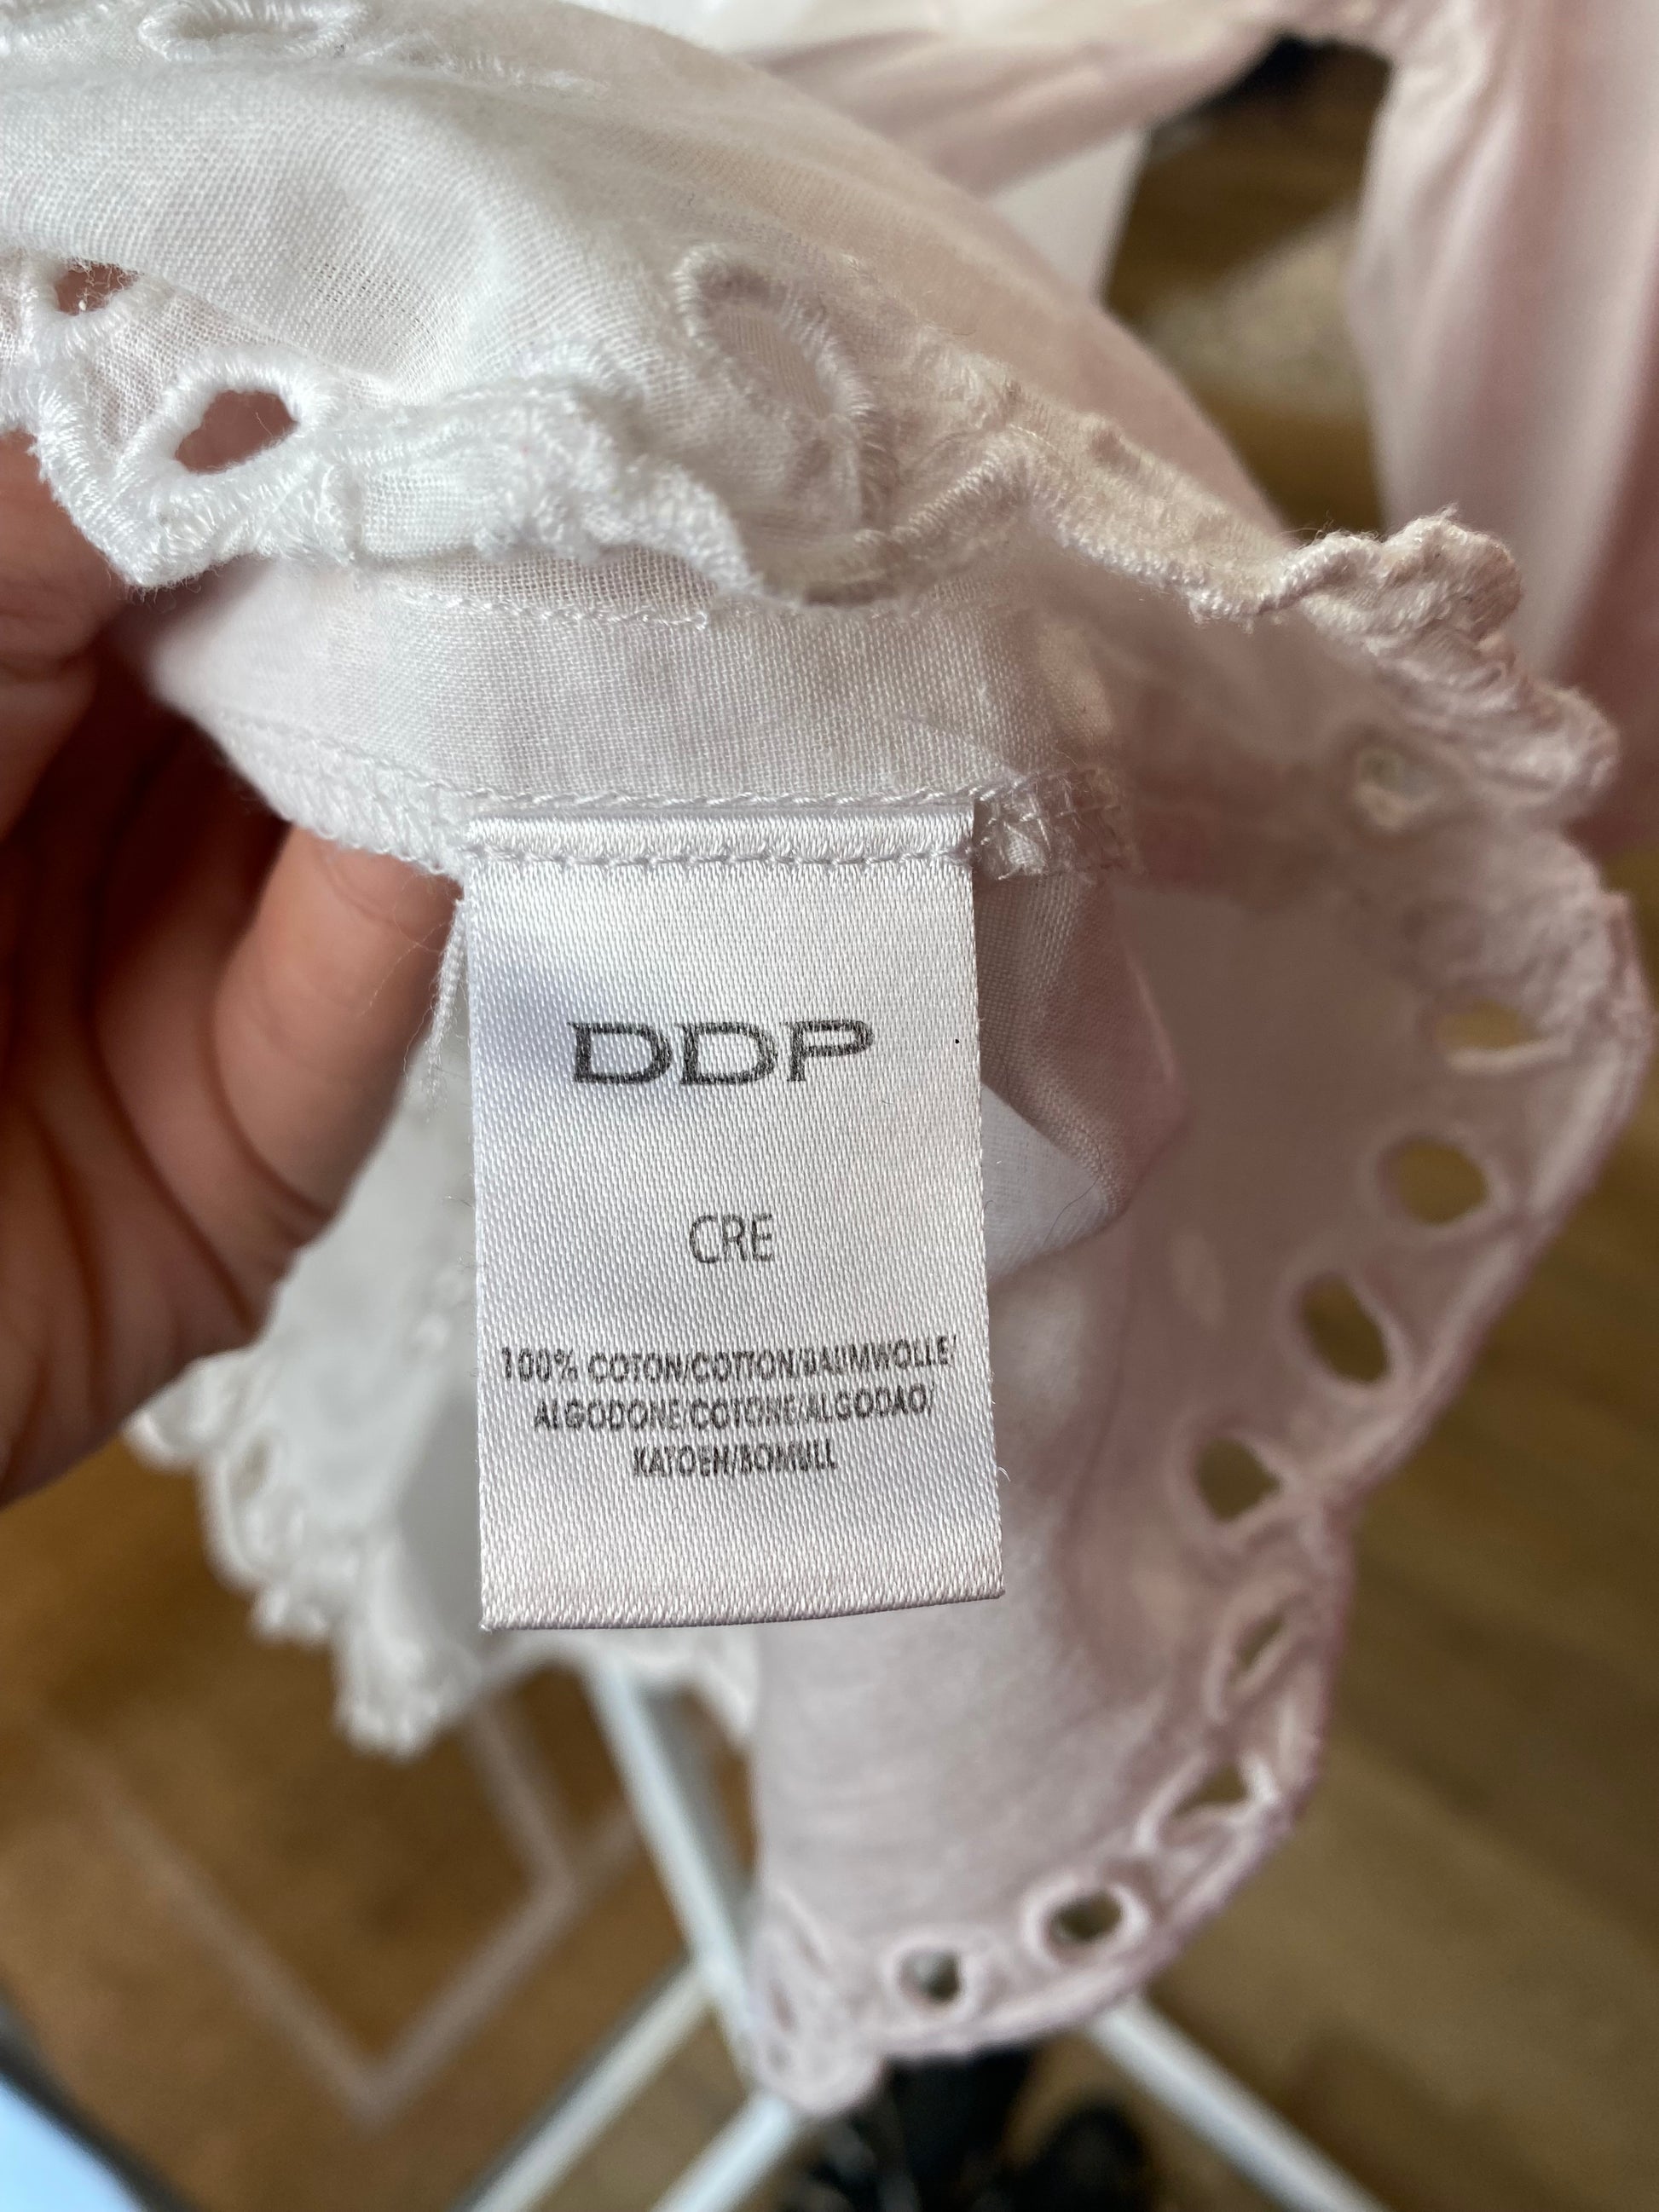 DDP
CRE
100% COTON/COTTON/BAUMWOLLE/
ALGODONE/COTONE/ALGODAO/
KATOEN/BOMULL